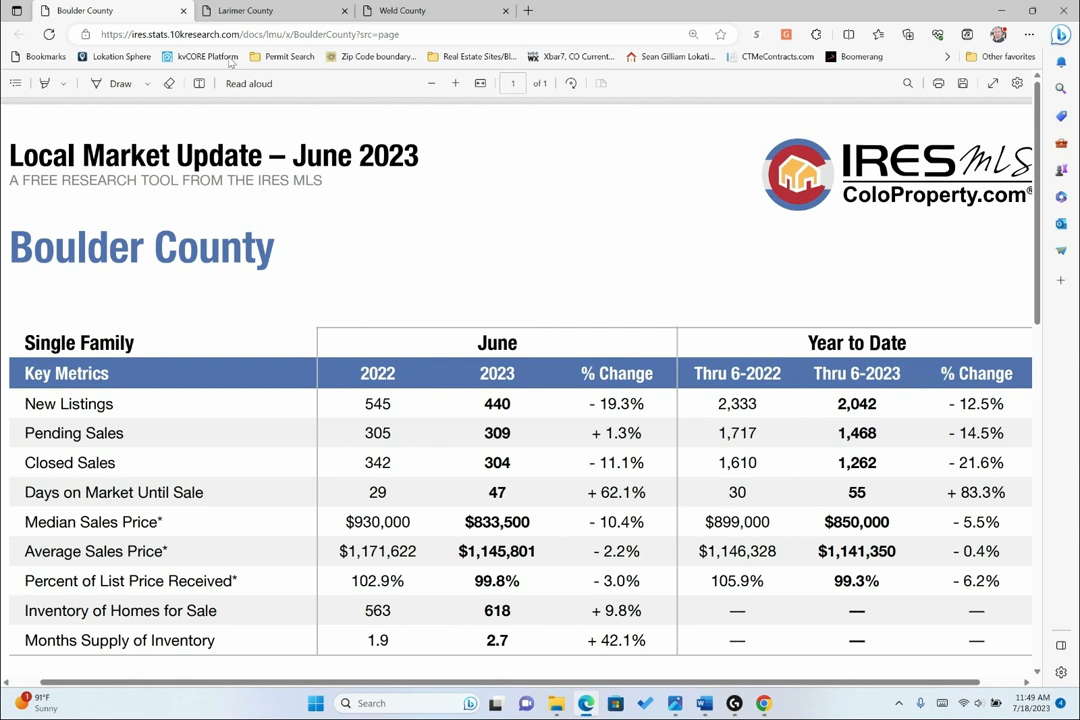 Boulder County
Larimer County
Weld County
https://ires.stats.10kresearch.com/docs/lmu/x/BoulderCounty?src=page
Bookmarks
Lokation Sphere
kvCORE Platform
Permit Search
Zip Code boundary...
Real Estate Sites/Bl...
Xbar7, CO Current...
Sean Gillian Lokati...
CTMeContracts.com
Boomerang
Other favorites
Draw
Read aloud
1 of 1
Local Market Update – June 2023
A FREE RESEARCH TOOL FROM THE IRES MLS
IRES MLS
ColoProperty.com®
Boulder County
Single Family June Year to Date
Key Metrics 2022 2023 % Change Thru 6-2022 Thru 6-2023 % Change
New Listings 545 440 - 19.3% 2,333 2,042 - 12.5%
Pending Sales 305 309 + 1.3% 1,717 1,468 - 14.5%
Closed Sales 342 304 - 11.1% 1,610 1,262 - 21.6%
Days on Market Until Sale 29 47 + 62.1% 30 55 + 83.3%
Median Sales Price* $930,000 $833,500 - 10.4% $899,000 $850,000 - 5.5%
Average Sales Price* $1,171,622 $1,145,801 - 2.2% $1,146,328 $1,141,350 - 0.4%
Percent of List Price Received* 102.9% 99.8% - 3.0% 105.9% 99.3% - 6.2%
Inventory of Homes for Sale 563 618 + 9.8% — — —
Months Supply of Inventory 1.9 2.7 + 42.1% — — —
1
91°F
Sunny
Search
11:49 AM
7/18/2023
4